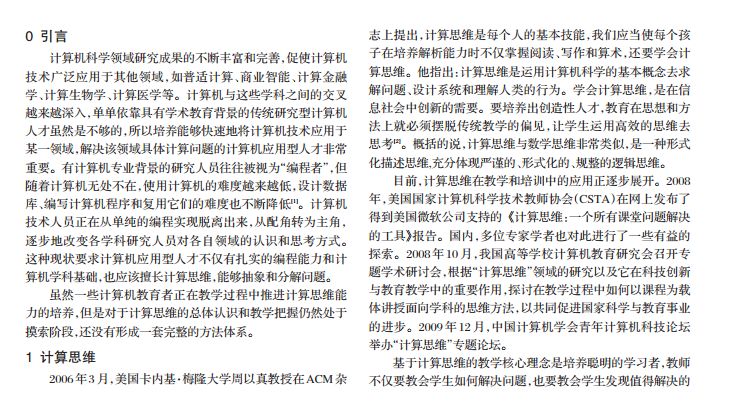 0 引言
计算机科学领域研究成果的不断丰富和完善,促使计算机
技术广泛应用于其他领域,如普适计算、商业智能、计算金融
学、计算生物学、计算医学等。计算机与这些学科之间的交叉
越来越深入,单单依靠具有学术教育背景的传统研究型计算机
人才虽然是不够的,所以培养能够快速地将计算机技术应用于
某一领域,解决该领域具体计算问题的计算机应用型人才非常
重要。有计算机专业背景的研究人员往往被视为“编程者”,但
随着计算机无处不在,使用计算机的难度越来越低,设计数据
库、编写计算机程序和复用它们的难度也不断降低[1]。计算机
技术人员正在从单纯的编程实现脱离出来,从配角转为主角,
逐步地改变各学科研究人员对各自领域的认识和思考方式。
这种现状要求计算机应用型人才不仅有扎实的编程能力和计
算机学科基础,也应该擅长计算思维,能够抽象和分解问题。
虽然一些计算机教育者正在教学过程中推进计算思维能
力的培养,但是对于计算思维的总体认识和教学把握仍然处于
摸索阶段,还没有形成一套完整的方法体系。
1 计算思维
2006年3月,美国卡内基·梅隆大学周以真教授在ACM杂
志上提出,计算思维是每个人的基本技能,我们应当使每个孩
子在培养解析能力时不仅掌握阅读、写作和算术,还要学会计
算思维。他指出:计算思维是运用计算机科学的基本概念去求
解问题、设计系统和理解人类的行为。学会计算思维,是在信
息社会中创新的需要。要培养出创造性人才,教育在思想和方
法上就必须摆脱传统教学的偏见,让学生运用高效的思维去
思考[2]。概括的说,计算思维与数学思维非常类似,是一种形式
化描述思维,充分体现严谨的、形式化的、规整的逻辑思维。
目前,计算思维在教学和培训中的应用正逐步展开。2008
年,美国国家计算机科学技术教师协会(CSTA)在网上发布了
得到美国微软公司支持的《计算思维:一个所有课堂问题解决
的工具》报告。国内,多位专家学者也对此进行了一些有益的
探索。2008年10月,我国高等学校计算机教育研究会召开专
题学术研讨会,根据“计算思维”领域的研究以及它在科技创新
与教育教学中的重要作用,探讨在教学过程中如何以课程为载
体讲授面向学科的思维方法,以共同促进国家科学与教育事业
的进步。2009年12月,中国计算机学会青年计算机科技论坛
举办“计算思维”专题论坛。
基于计算思维的教学核心理念是培养聪明的学习者,教师
不仅要教会学生如何解决问题,也要教会学生发现值得解决的